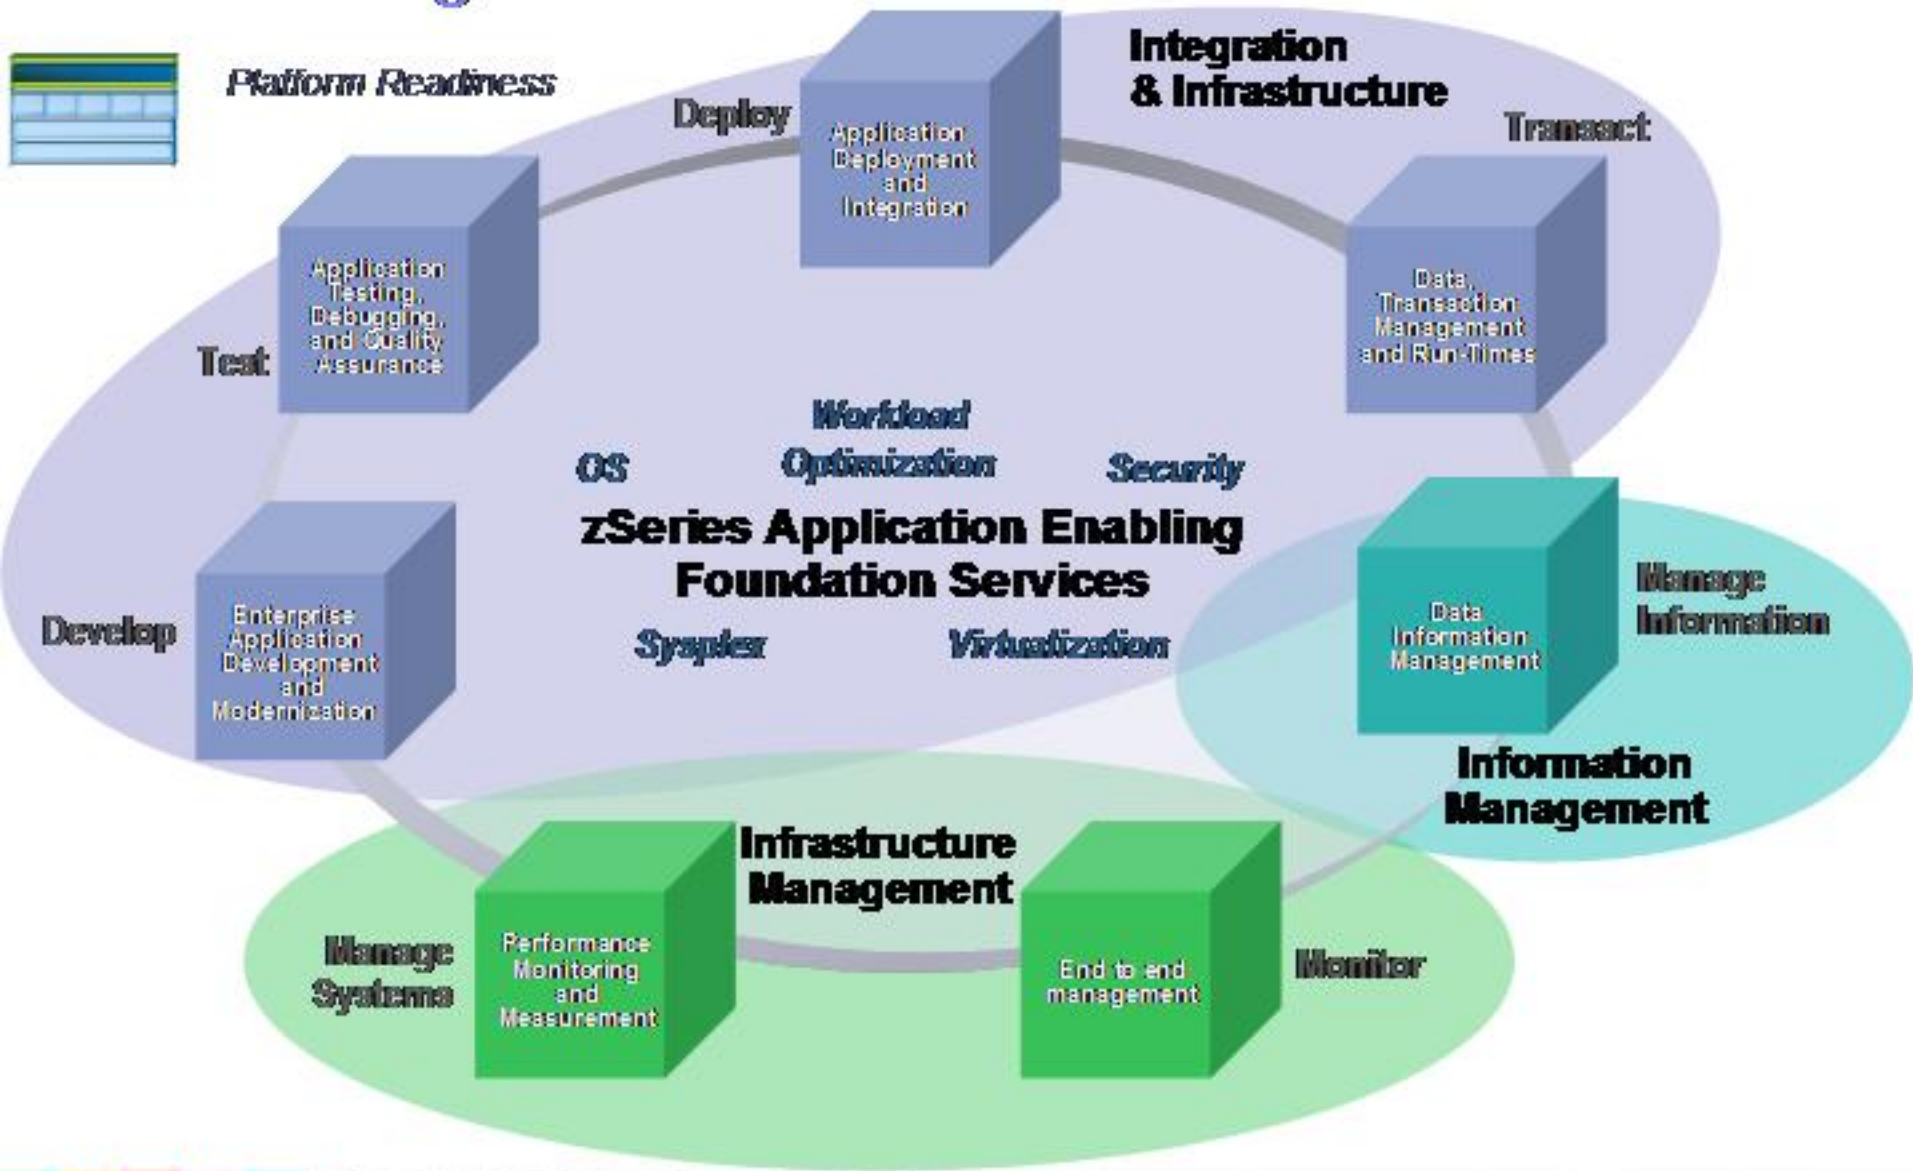 Platform Readiness
Integration
& Infrastructure
Deploy
Application
Deployment
and
Integration
Transact
Application
Testing,
Debugging,
and Quality
Assurance
Test
Data,
Transaction
Management
and Run-Times
Workload
Optimization
OS
Security
zSeries Application Enabling
Foundation Services
Sysplex
Virtualization
Develop
Enterprise
Application
Development
and
Modernization
Data
Information
Management
Manage
Information
Information
Management
Infrastructure
Management
Manage
Systems
Performance
Monitoring
and
Measurement
End to end
management
Monitor